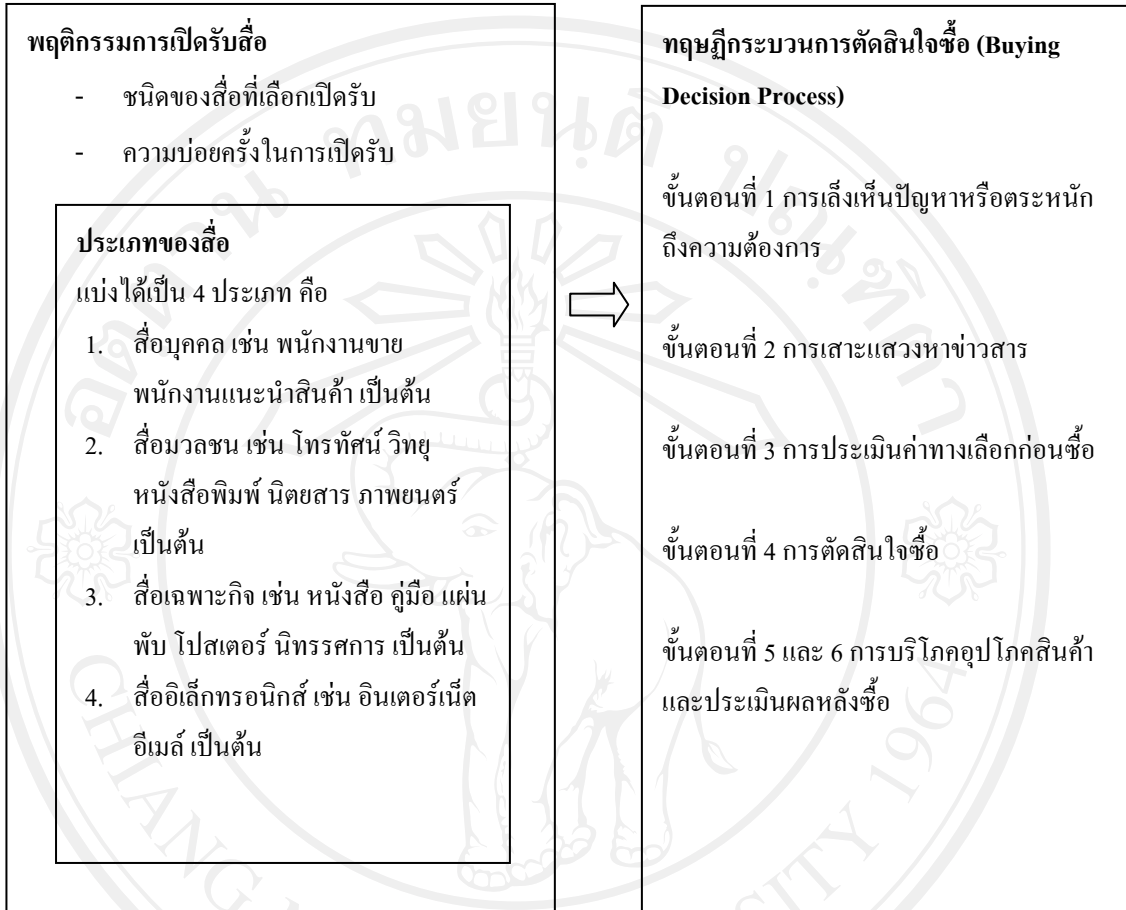 พฤติกรรมการเปิดรับสื่อ
- ชนิดของสื่อที่เลือกเปิดรับ
- ความบ่อยครั้งในการเปิดรับ
ประเภทของสื่อ
แบ่งได้เป็น 4 ประเภท คือ
1. สื่อบุคคล เช่น พนักงานขาย
พนักงานแนะนำสินค้า เป็นต้น
2. สื่อมวลชน เช่น โทรทัศน์ วิทยุ
หนังสือพิมพ์ นิตยสาร ภาพยนตร์
เป็นต้น
3. สื่อเฉพาะกิจ เช่น หนังสือ คู่มือ แผ่น
พับ โปสเตอร์ นิทรรศการ เป็นต้น
4. สื่ออิเล็กทรอนิกส์ เช่น อินเตอร์เน็ต
อีเมล์ เป็นต้น
ทฤษฎีกระบวนการตัดสินใจซื้อ (Buying
Decision Process)
ขั้นตอนที่ 1 การเล็งเห็นปัญหาหรือตระหนัก
ถึงความต้องการ
ขั้นตอนที่ 2 การเสาะแสวงหาข่าวสาร
ขั้นตอนที่ 3 การประเมินค่าทางเลือกก่อนซื้อ
ขั้นตอนที่ 4 การตัดสินใจซื้อ
ขั้นตอนที่ 5 และ 6 การบริโภคอุปโภคสินค้า
และประเมินผลหลังซื้อ
อตฺตานํ ทมยนฺติ ปณฺฑิตา
CHIANG
SITY 1964